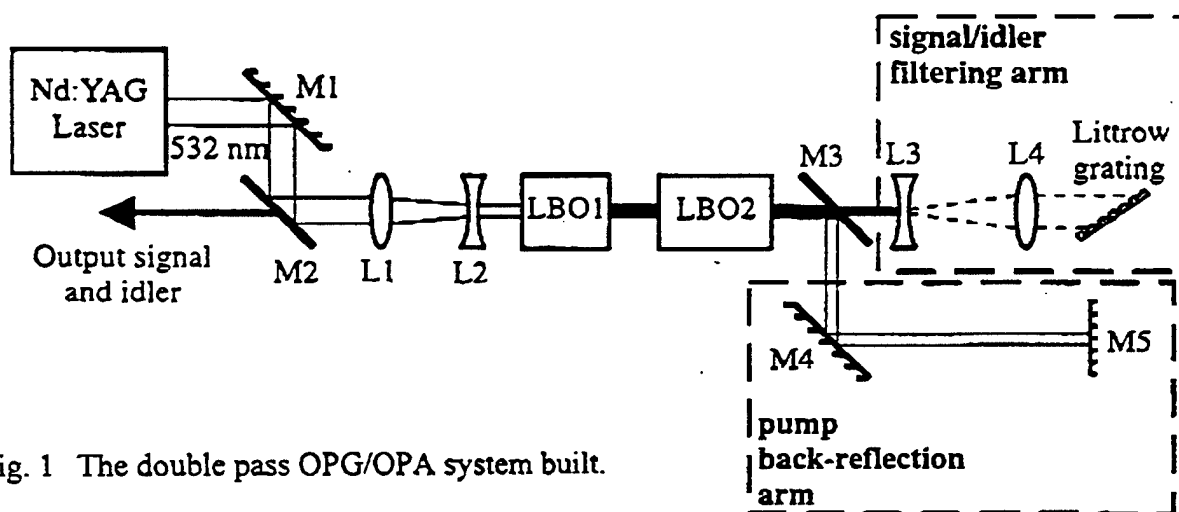 Nd:YAG
Laser
532 nm
M1
M2
Output signal
and idler
L1
L2
LBO1
LBO2
M3
signal/idler
filtering arm
L3
L4
Littrow
grating
M4
M5
pump
back-reflection
arm
ig. 1 The double pass OPG/OPA system built.